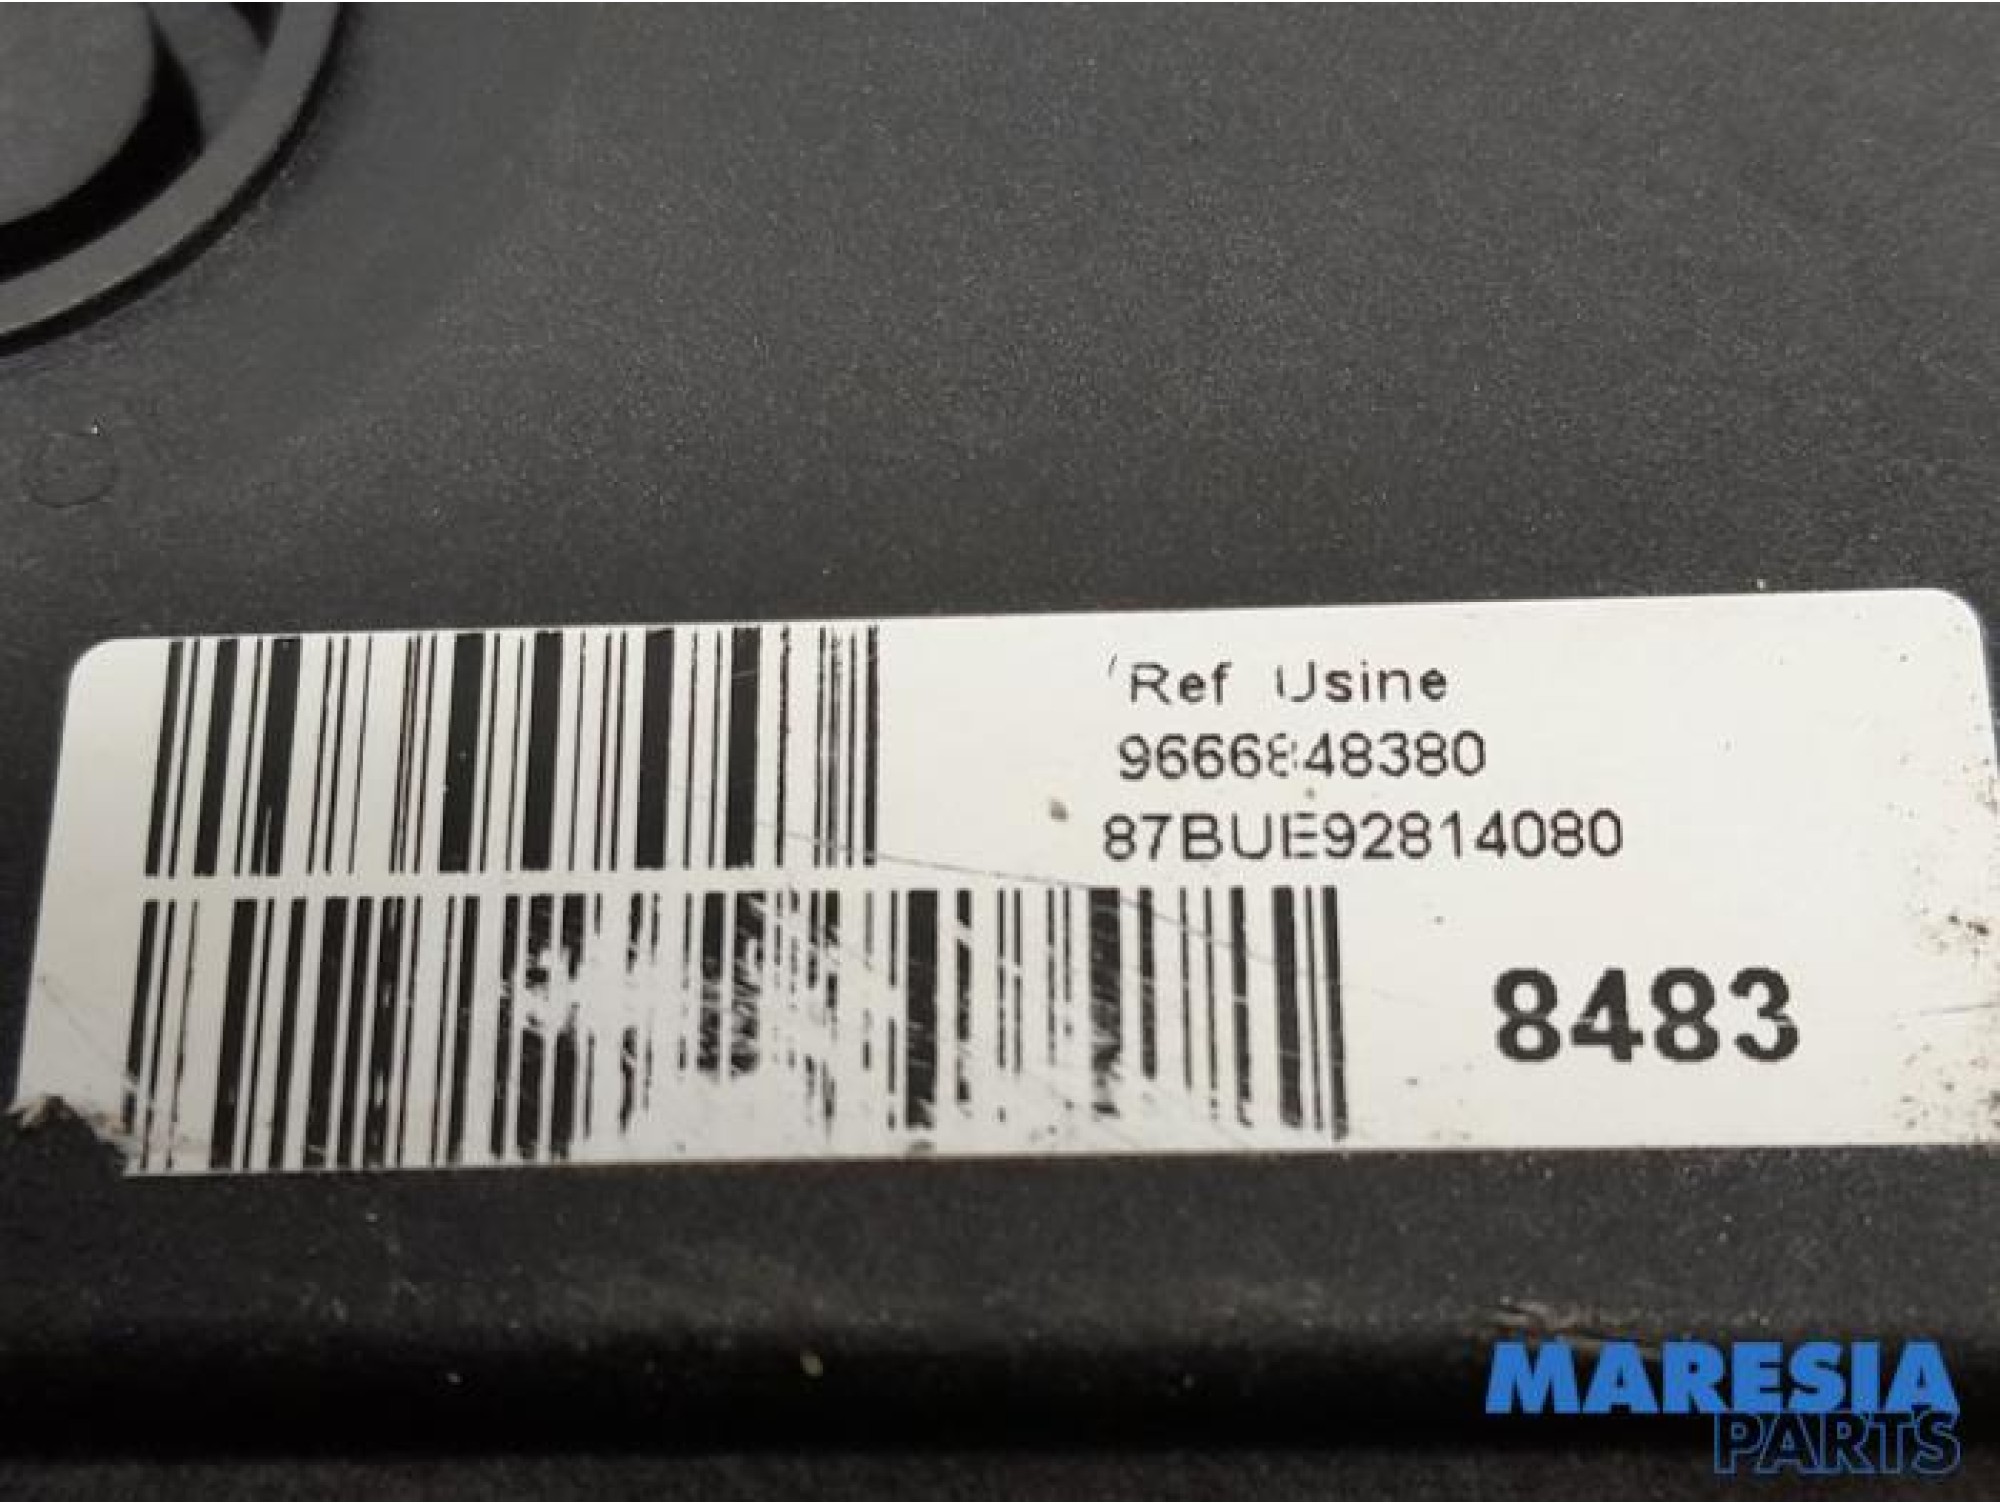 Ref Usine
9666848380
87BUE92814080
8483
MARESIA
PARTS